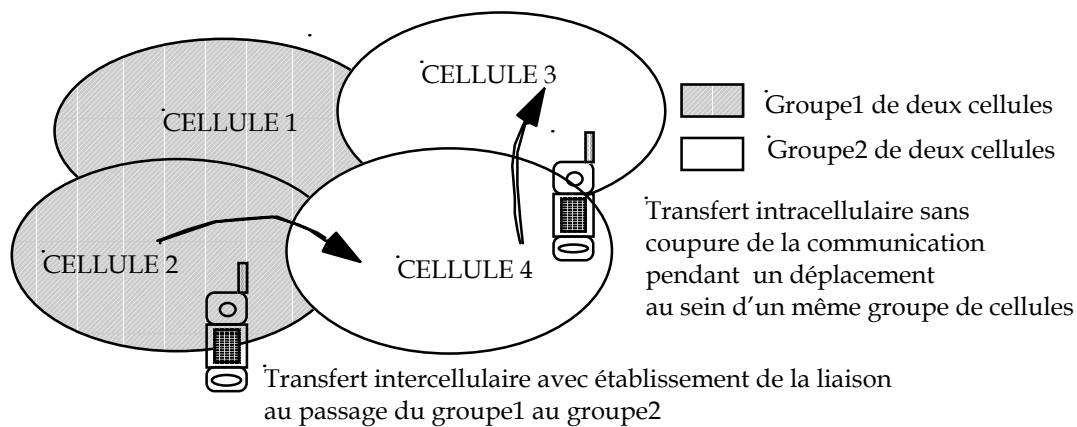 CELLULE 3
CELLULE 1
Groupe1 de deux cellules
Groupe2 de deux cellules
CELLULE 2
CELLULE 4
Transfert intracellulaire sans
coupure de la communication
pendant un déplacement
au sein d'un même groupe de cellules
Transfert intercellulaire avec établissement de la liaison
au passage du groupe1 au groupe2